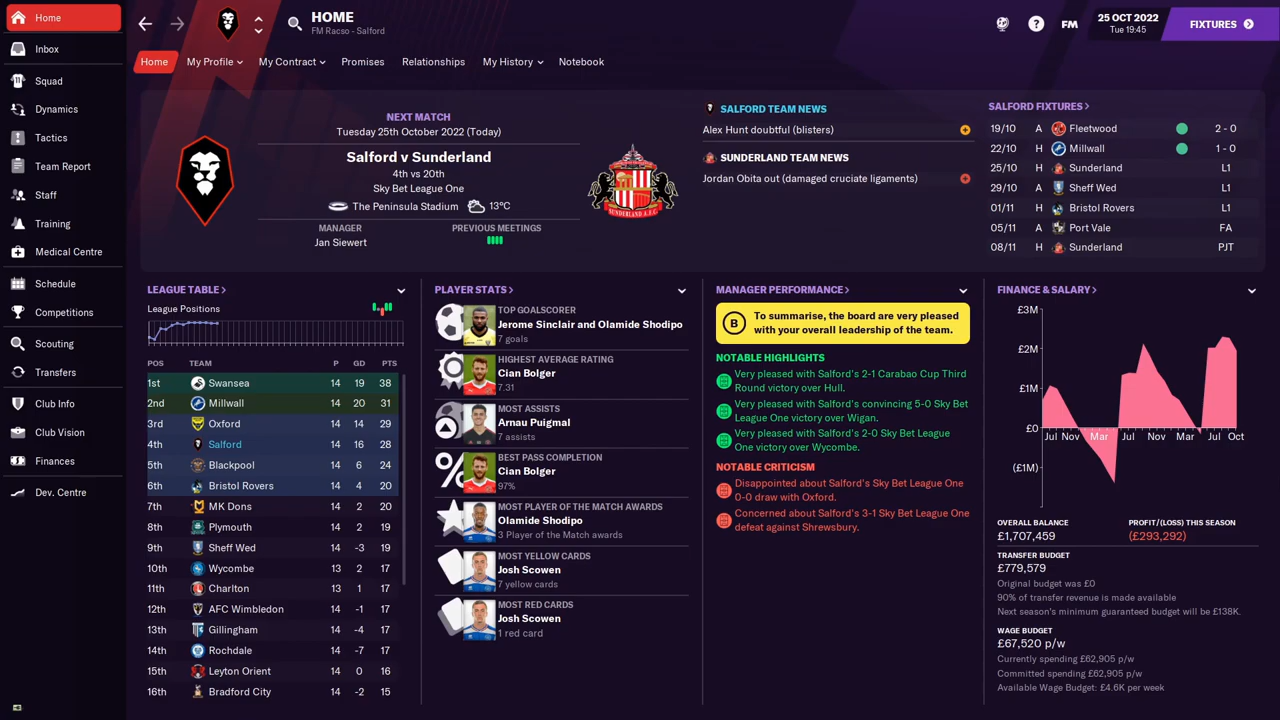 Home
Inbox
Squad
Dynamics
Tactics
Team Report
Staff
Training
Medical Centre
Schedule
Competitions
Scouting
Transfers
Club Info
Club Vision
Finances
Dev. Centre
HOME
FM Racso - Salford
FM
25 OCT 2022
Tue 19:45
FIXTURES
Home
My Profile
My Contract
Promises
Relationships
My History
Notebook
NEXT MATCH
Tuesday 25th October 2022 (Today)
Salford v Sunderland
4th vs 20th
Sky Bet League One
The Peninsula Stadium 13°C
MANAGER
Jan Siewert
PREVIOUS MEETINGS
SUNDERLAND A.F.C.
SALFORD TEAM NEWS
Alex Hunt doubtful (blisters)
SUNDERLAND TEAM NEWS
Jordan Obita out (damaged cruciate ligaments)
SALFORD FIXTURES
19/10 A Fleetwood 2 - 0
22/10 H Millwall 1 - 0
25/10 H Sunderland L1
29/10 A Sheff Wed L1
01/11 H Bristol Rovers L1
05/11 A Port Vale FA
08/11 H Sunderland PJT
LEAGUE TABLE
League Positions
POS TEAM P GD PTS
1st Swansea 14 19 38
2nd Millwall 14 20 31
3rd Oxford 14 14 29
4th Salford 14 16 28
5th Blackpool 14 6 24
6th Bristol Rovers 14 4 20
7th MK Dons 14 2 20
8th Plymouth 14 2 19
9th Sheff Wed 14 -3 19
10th Wycombe 13 2 17
11th Charlton 13 1 17
12th AFC Wimbledon 14 -1 17
13th Gillingham 14 -4 17
14th Rochdale 14 -7 17
15th Leyton Orient 14 0 16
16th Bradford City 14 -2 15
PLAYER STATS
TOP GOALSCORER
Jerome Sinclair and Olamide Shodipo
7 goals
HIGHEST AVERAGE RATING
Cian Bolger
7.31
MOST ASSISTS
Arnau Puigmal
7 assists
BEST PASS COMPLETION
Cian Bolger
97%
MOST PLAYER OF THE MATCH AWARDS
Olamide Shodipo
3 Player of the Match awards
MOST YELLOW CARDS
Josh Scowen
7 yellow cards
MOST RED CARDS
Josh Scowen
1 red card
MANAGER PERFORMANCE
B
To summarise, the board are very pleased
with your overall leadership of the team.
NOTABLE HIGHLIGHTS
Very pleased with Salford's 2-1 Carabao Cup Third
Round victory over Hull.
Very pleased with Salford's convincing 5-0 Sky Bet
League One victory over Wigan.
Very pleased with Salford's 2-0 Sky Bet League
One victory over Wycombe.
NOTABLE CRITICISM
Disappointed about Salford's Sky Bet League One
0-0 draw with Oxford.
Concerned about Salford's 3-1 Sky Bet League One
defeat against Shrewsbury.
FINANCE & SALARY
£3M
£2M
£1M
£0
(£1M)
Jul Nov Mar Jul Nov Mar Jul Oct
OVERALL BALANCE
£1,707,459
PROFIT/(LOSS) THIS SEASON
(£293,292)
TRANSFER BUDGET
£779,579
Original budget was £0
90% of transfer revenue is made available
Next season's minimum guaranteed budget will be £138K.
WAGE BUDGET
£67,520 p/w
Currently spending £62,905 p/w
Committed spending £62,905 p/w
Available Wage Budget: £4.6K per week